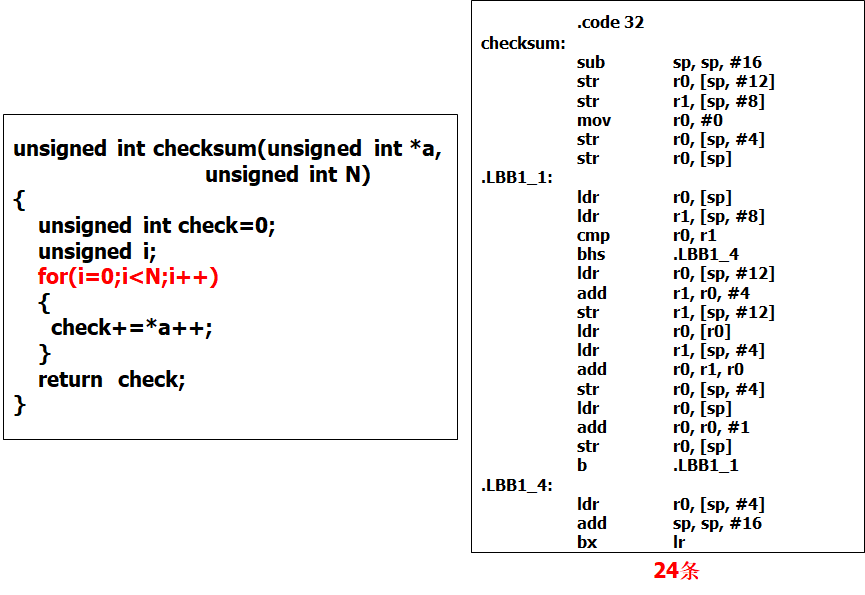 unsigned int checksum(unsigned int *a,
unsigned int N)
{
unsigned int check=0;
unsigned i;
for(i=0;i<N;i++)
{
check+=*a++;
}
return check;
}
.code 32
checksum:
sub sp, sp, #16
str r0, [sp, #12]
str r1, [sp, #8]
mov r0, #0
str r0, [sp, #4]
str r0, [sp]
.LBB1_1:
ldr r0, [sp]
ldr r1, [sp, #8]
cmp r0, r1
bhs .LBB1_4
ldr r0, [sp, #12]
add r1, r0, #4
str r1, [sp, #12]
ldr r0, [r0]
ldr r1, [sp, #4]
add r0, r1, r0
str r0, [sp, #4]
ldr r0, [sp]
add r0, r0, #1
str r0, [sp]
b .LBB1_1
.LBB1_4:
ldr r0, [sp, #4]
add sp, sp, #16
bx lr
24条